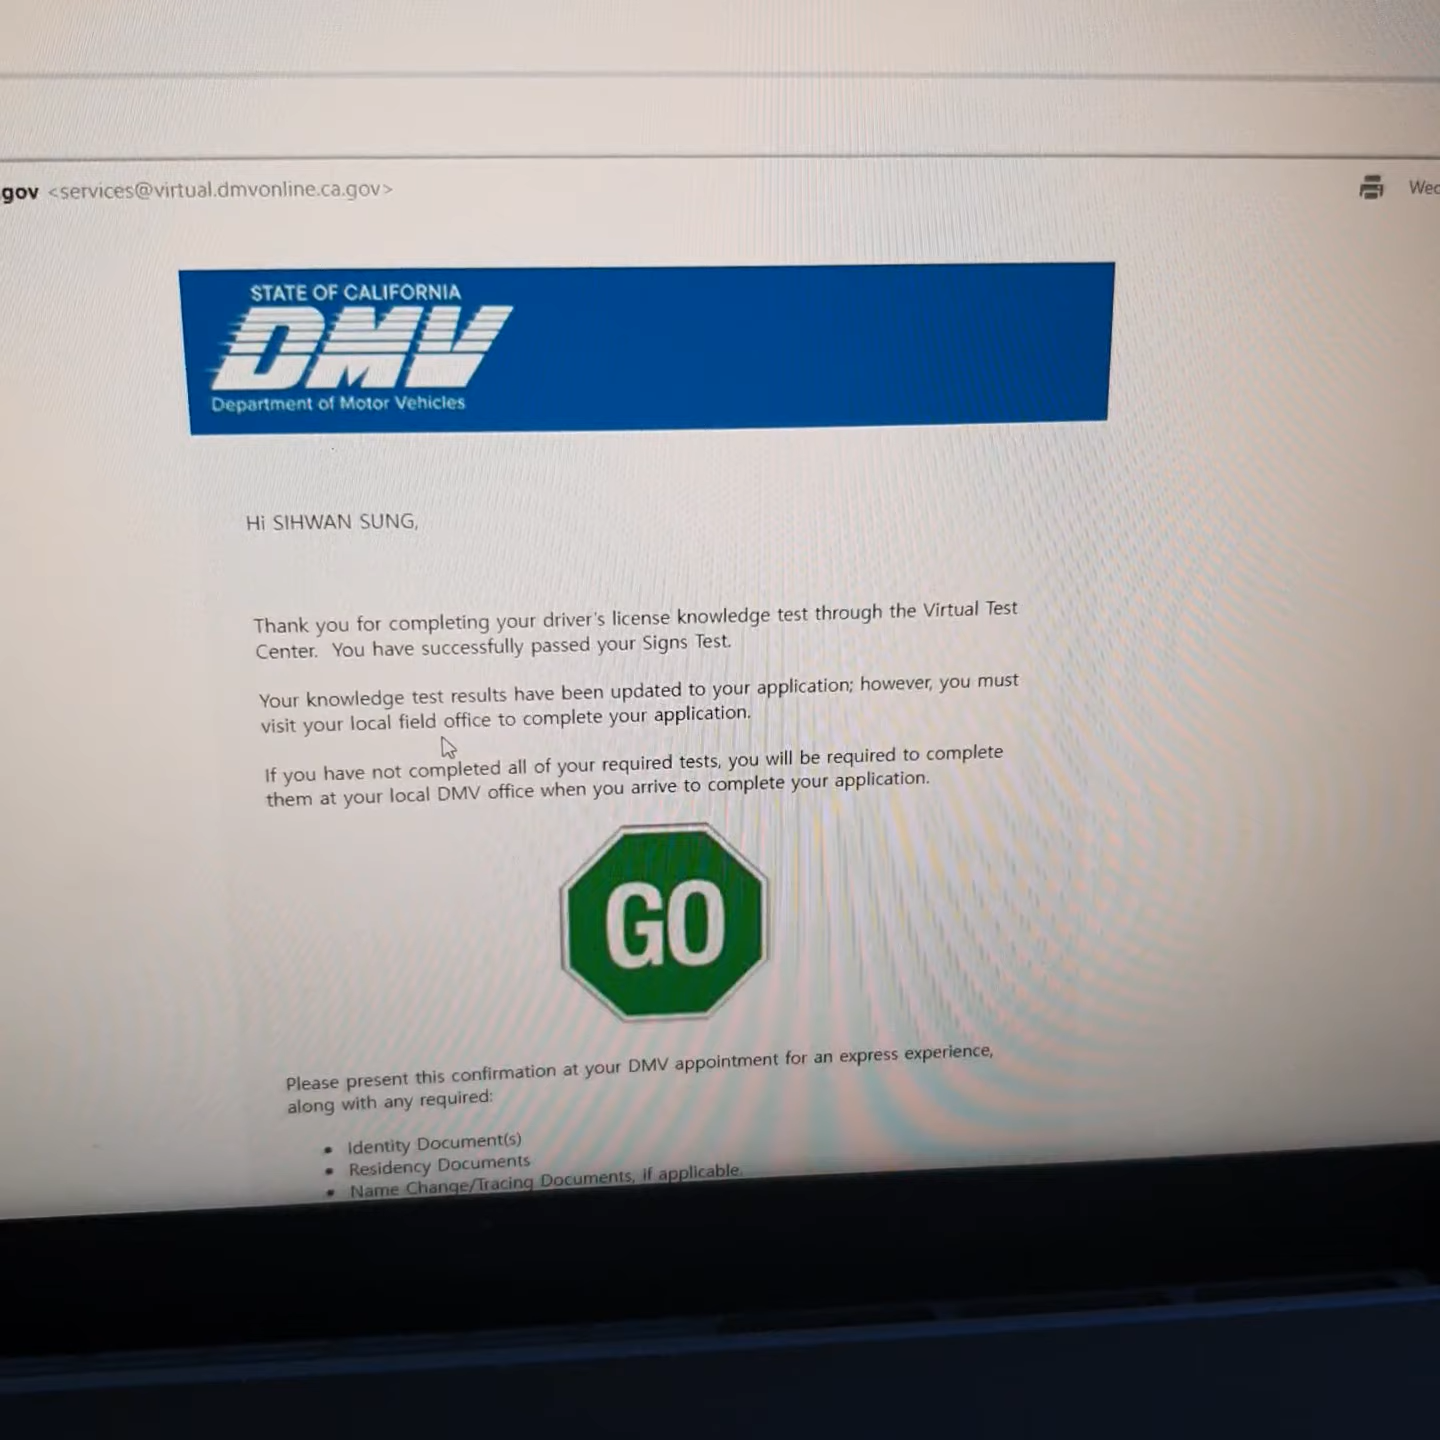 gov <services@virtual.dmvonline.ca.gov>
Wed
STATE OF CALIFORNIA
DMV
Department of Motor Vehicles
Hi SIHWAN SUNG,
Thank you for completing your driver's license knowledge test through the Virtual Test
Center. You have successfully passed your Signs Test.
Your knowledge test results have been updated to your application; however, you must
visit your local field office to complete your application.
If you have not completed all of your required tests, you will be required to complete
them at your local DMV office when you arrive to complete your application.
GO
Please present this confirmation at your DMV appointment for an express experience,
along with any required:
• Identity Document(s)
• Residency Documents
• Name Change/Tracing Documents, if applicable.